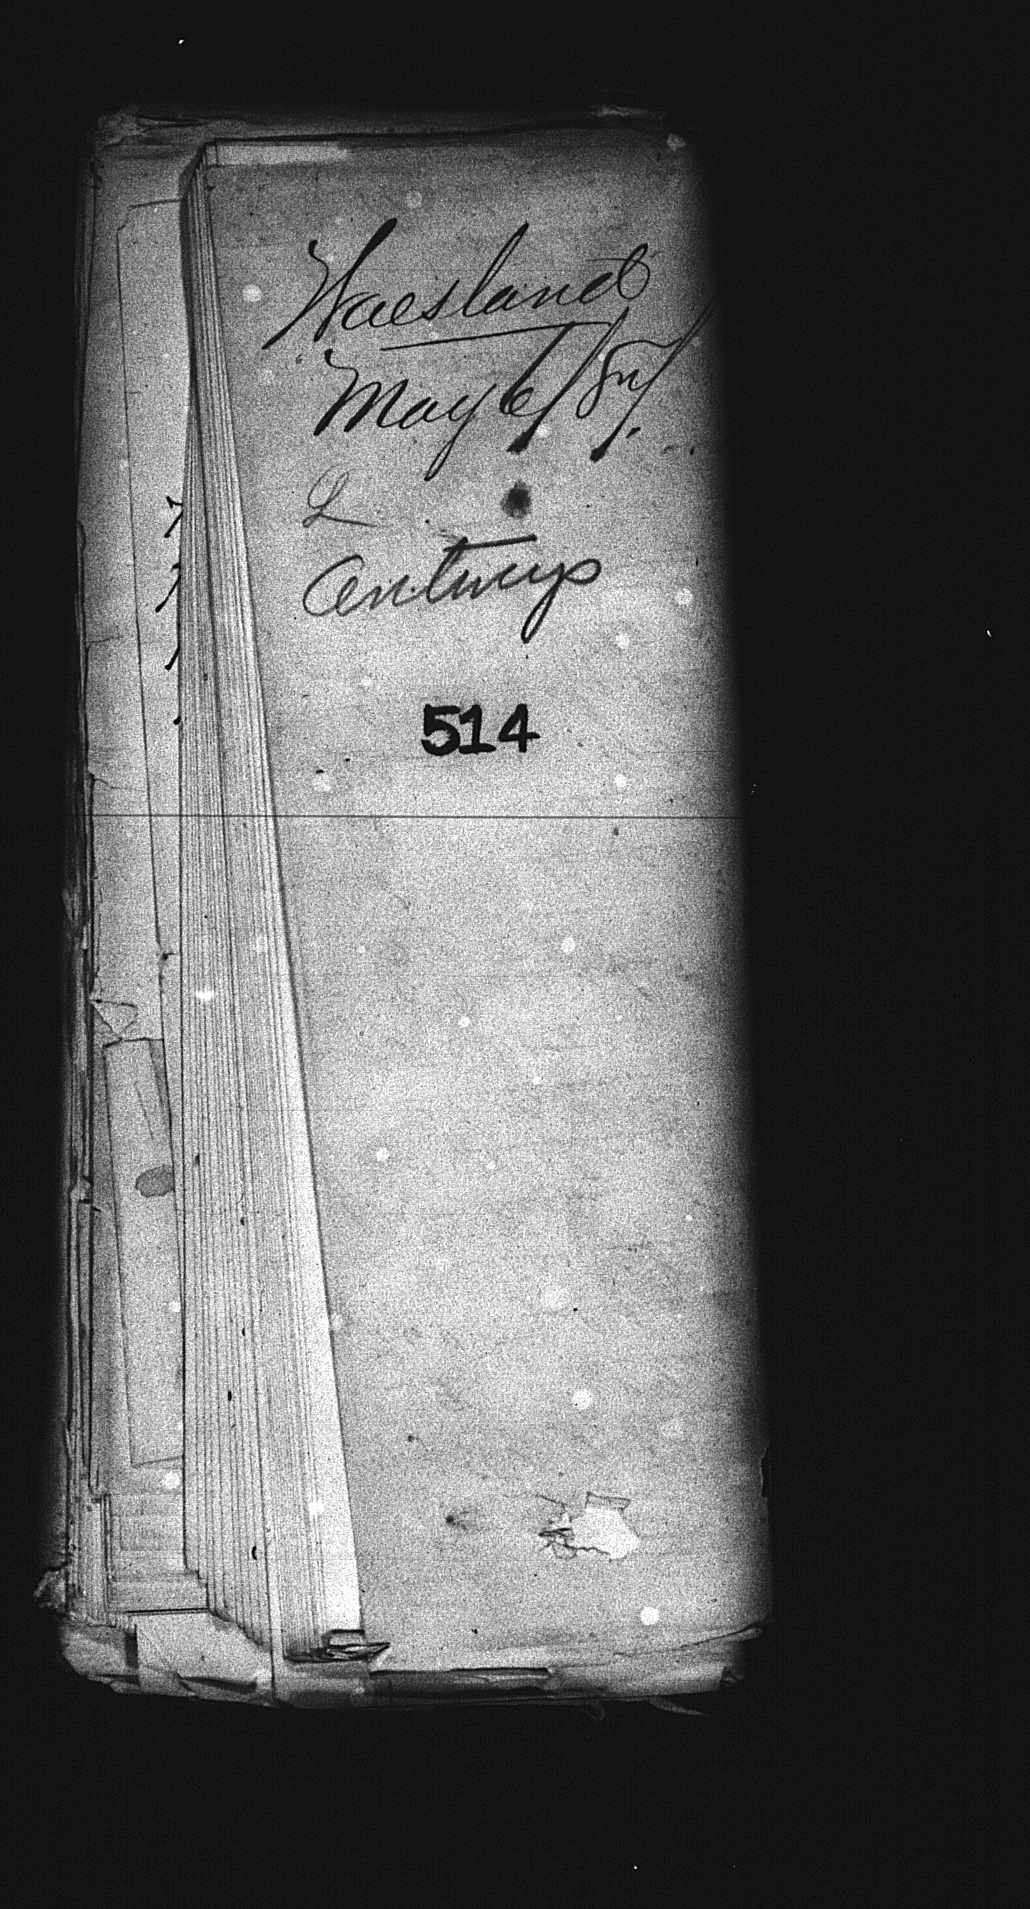 Waesland
May 6/87.
L
Antwerp
514